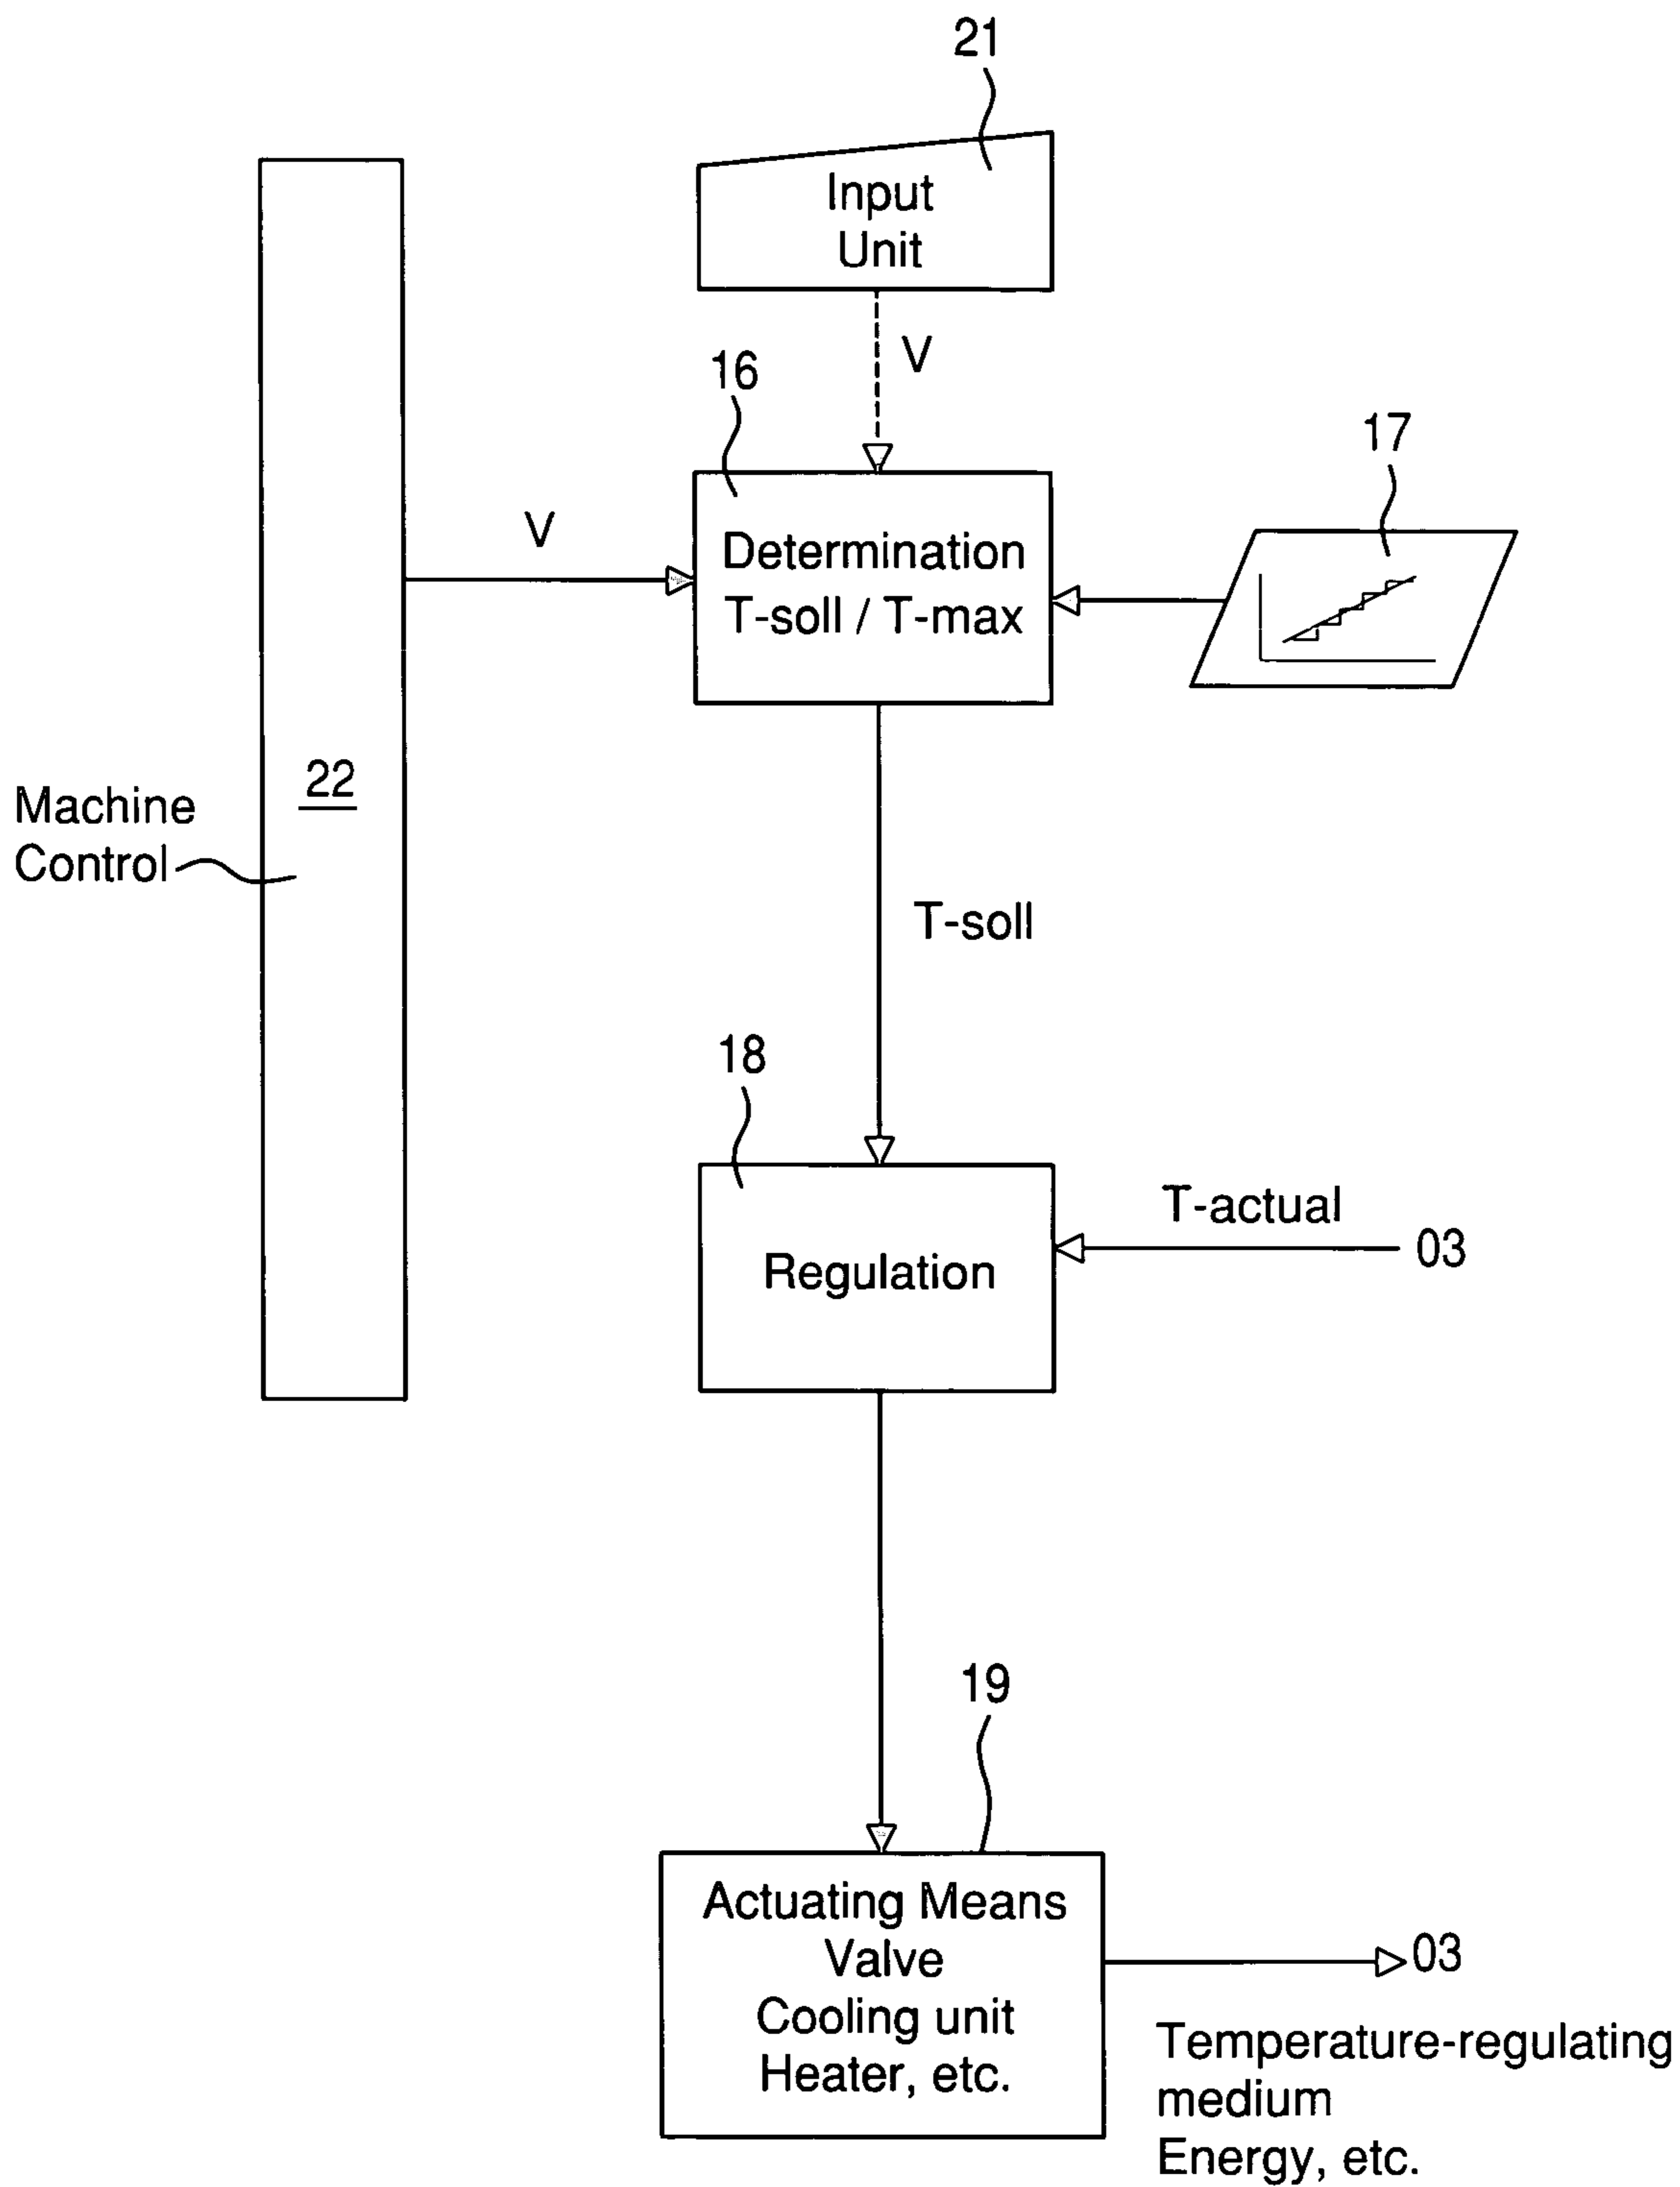 21
Input
Unit
V
16
17
V
Determination
T-soll / T-max
22
Machine
Control
T-soll
18
T-actual
03
Regulation
19
Actuating Means
Valve
Cooling unit
Heater, etc.
03
Temperature-regulating
medium
Energy, etc.